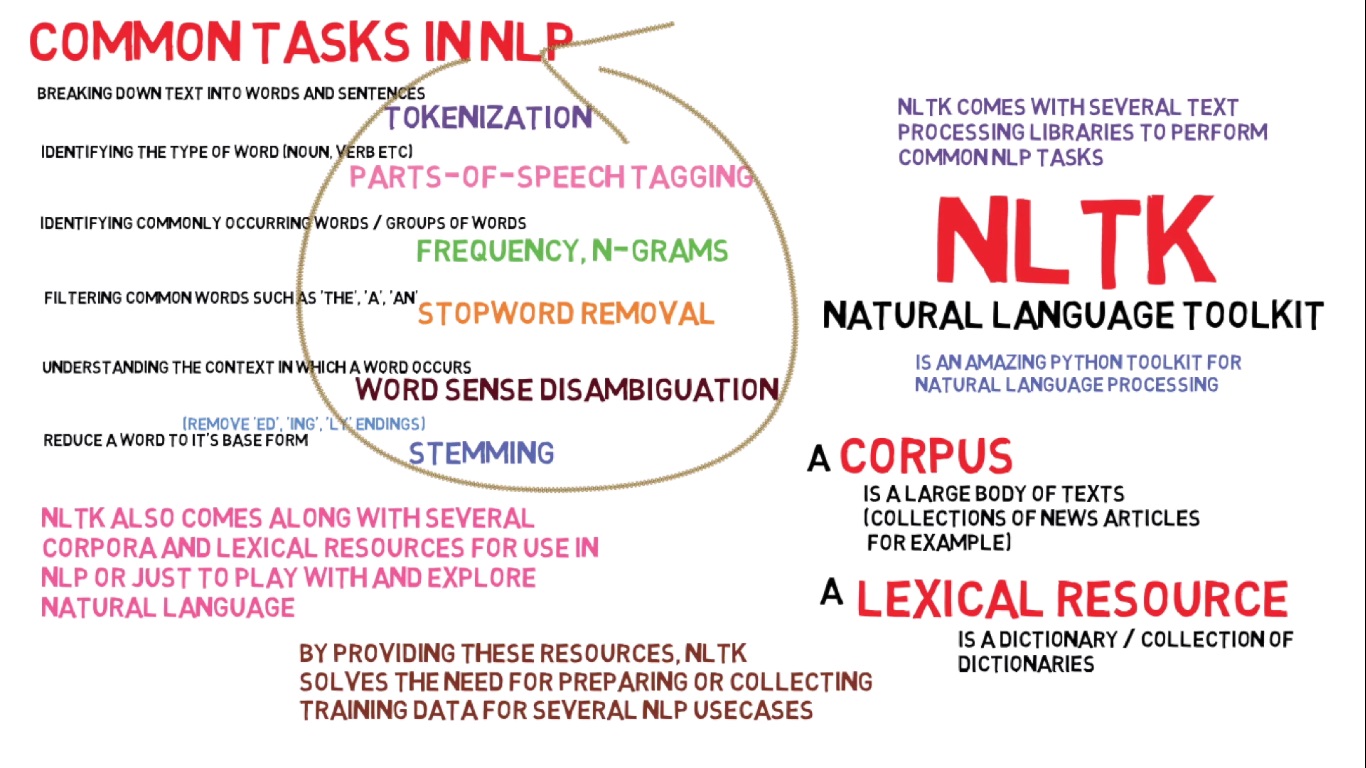 COMMON TASKS IN NLP
BREAKING DOWN TEXT INTO WORDS AND SENTENCES
TOKENIZATION
IDENTIFYING THE TYPE OF WORD (NOUN, VERB ETC)
PARTS-OF-SPEECH TAGGING
IDENTIFYING COMMONLY OCCURRING WORDS / GROUPS OF WORDS
FREQUENCY, N-GRAMS
FILTERING COMMON WORDS SUCH AS 'THE', 'A', 'AN'
STOPWORD REMOVAL
UNDERSTANDING THE CONTEXT IN WHICH A WORD OCCURS
WORD SENSE DISAMBIGUATION
(REMOVE 'ED', 'ING', 'LY' ENDINGS)
REDUCE A WORD TO IT'S BASE FORM
STEMMING
NLTK ALSO COMES ALONG WITH SEVERAL
CORPORA AND LEXICAL RESOURCES FOR USE IN
NLP OR JUST TO PLAY WITH AND EXPLORE
NATURAL LANGUAGE
BY PROVIDING THESE RESOURCES, NLTK
SOLVES THE NEED FOR PREPARING OR COLLECTING
TRAINING DATA FOR SEVERAL NLP USECASES
NLTK COMES WITH SEVERAL TEXT
PROCESSING LIBRARIES TO PERFORM
COMMON NLP TASKS
NLTK
NATURAL LANGUAGE TOOLKIT
IS AN AMAZING PYTHON TOOLKIT FOR
NATURAL LANGUAGE PROCESSING
A CORPUS
IS A LARGE BODY OF TEXTS
(COLLECTIONS OF NEWS ARTICLES
FOR EXAMPLE)
A LEXICAL RESOURCE
IS A DICTIONARY / COLLECTION OF
DICTIONARIES